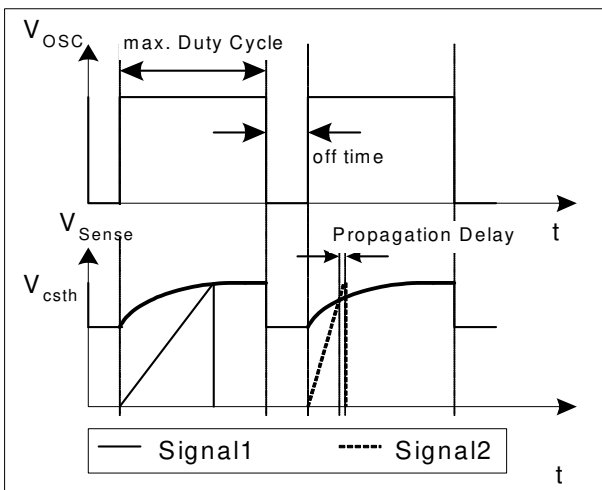 V_OSC
max. Duty Cycle
off time
t
V_Sense
Propagation Delay
V_csth
Signal1
Signal2
t